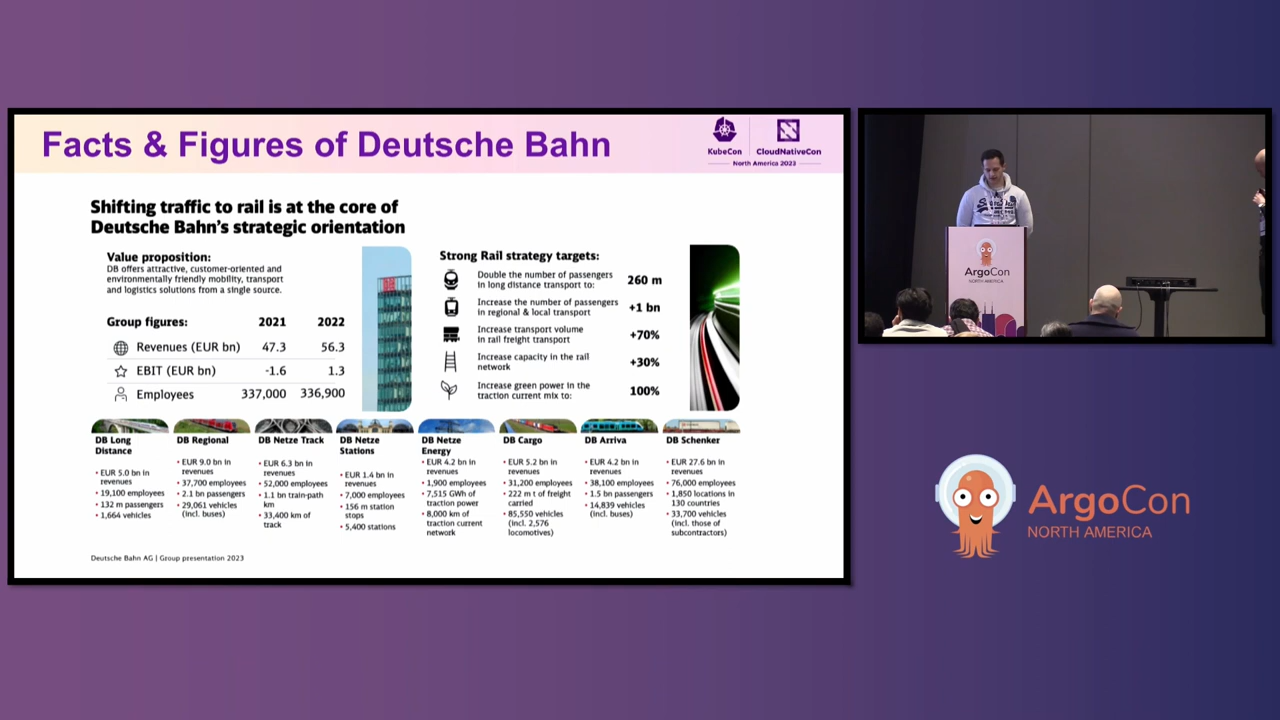 Facts & Figures of Deutsche Bahn
KubeCon
CloudNativeCon
North America 2023
Shifting traffic to rail is at the core of
Deutsche Bahn's strategic orientation
Value proposition:
DB offers attractive, customer-oriented and
environmentally friendly mobility, transport
and logistics solutions from a single source.
Group figures: 2021 2022
Revenues (EUR bn) 47.3 56.3
EBIT (EUR bn) -1.6 1.3
Employees 337,000 336,900
DB
Strong Rail strategy targets:
Double the number of passengers
in long distance transport to:
260 m
Increase the number of passengers
in regional & local transport
+1 bn
Increase transport volume
in rail freight transport
+70%
Increase capacity in the rail
network
+30%
Increase green power in the
traction current mix to:
100%
DB Long
Distance
• EUR 5.0 bn in
revenues
• 19,100 employees
• 132 m passengers
• 1,664 vehicles
DB Regional
• EUR 9.0 bn in
revenues
• 37,700 employees
• 2.1 bn passengers
• 29,061 vehicles
(incl. buses)
DB Netze Track
• EUR 6.3 bn in
revenues
• 52,000 employees
• 1.1 bn train-path
km
• 33,400 km of
track
DB Netze
Stations
• EUR 1.4 bn in
revenues
• 7,000 employees
• 156 m station
stops
• 5,400 stations
DB Netze
Energy
• EUR 4.2 bn in
revenues
• 1,900 employees
• 7,515 GWh of
traction power
• 8,000 km of
traction current
network
DB Cargo
• EUR 5.2 bn in
revenues
• 31,200 employees
• 222 m t of freight
carried
• 85,550 vehicles
(incl. 2,576
locomotives)
DB Arriva
• EUR 4.2 bn in
revenues
• 38,100 employees
• 1.5 bn passengers
• 14,839 vehicles
(incl. buses)
DB Schenker
• EUR 27.6 bn in
revenues
• 76,000 employees
• 1,850 locations in
130 countries
• 33,700 vehicles
(incl. those of
subcontractors)
Deutsche Bahn AG | Group presentation 2023
ArgoCon
NORTH AMERICA
ArgoCon
NORTH AMERICA